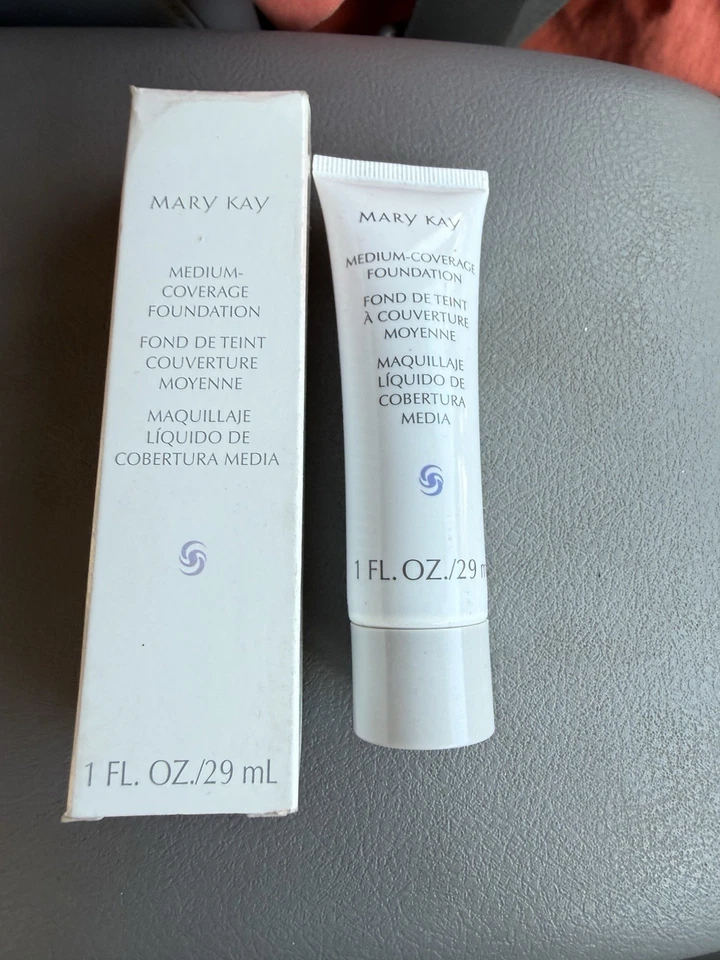 MARY KAY
MEDIUM-
COVERAGE
FOUNDATION
FOND DE TEINT
COUVERTURE
MOYENNE
MAQUILLAJE
LÍQUIDO DE
COBERTURA MEDIA
1 FL. OZ./29 mL
MARY KAY
MEDIUM-COVERAGE
FOUNDATION
FOND DE TEINT
À COUVERTURE
MOYENNE
MAQUILLAJE
LÍQUIDO DE
COBERTURA
MEDIA
1 FL. OZ./29 m